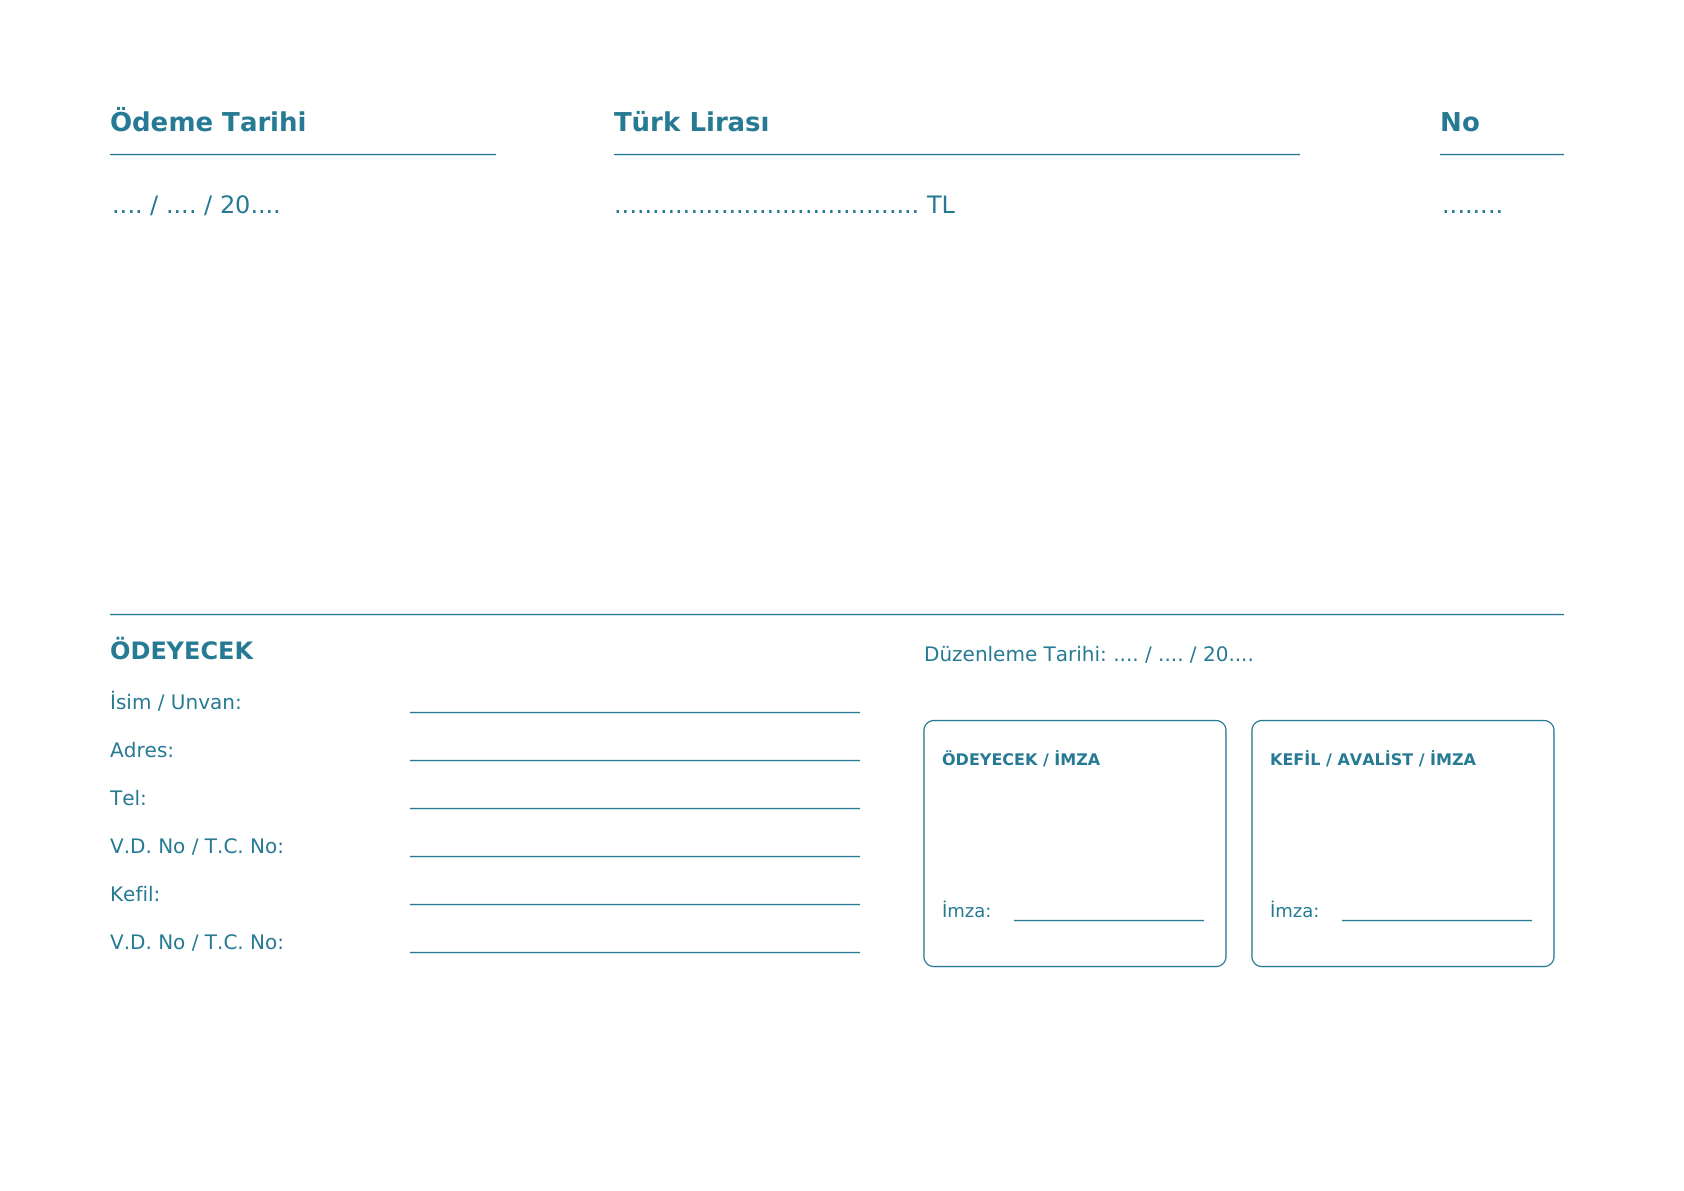 Ödeme Tarihi
Türk Lirası
No
.... / .... / 20....
........................................ TL
........
ÖDEYECEK
Düzenleme Tarihi: .... / .... / 20....
İsim / Unvan:
Adres:
Tel:
V.D. No / T.C. No:
Kefil:
V.D. No / T.C. No:
ÖDEYECEK / İMZA
İmza:
KEFİL / AVALİST / İMZA
İmza: